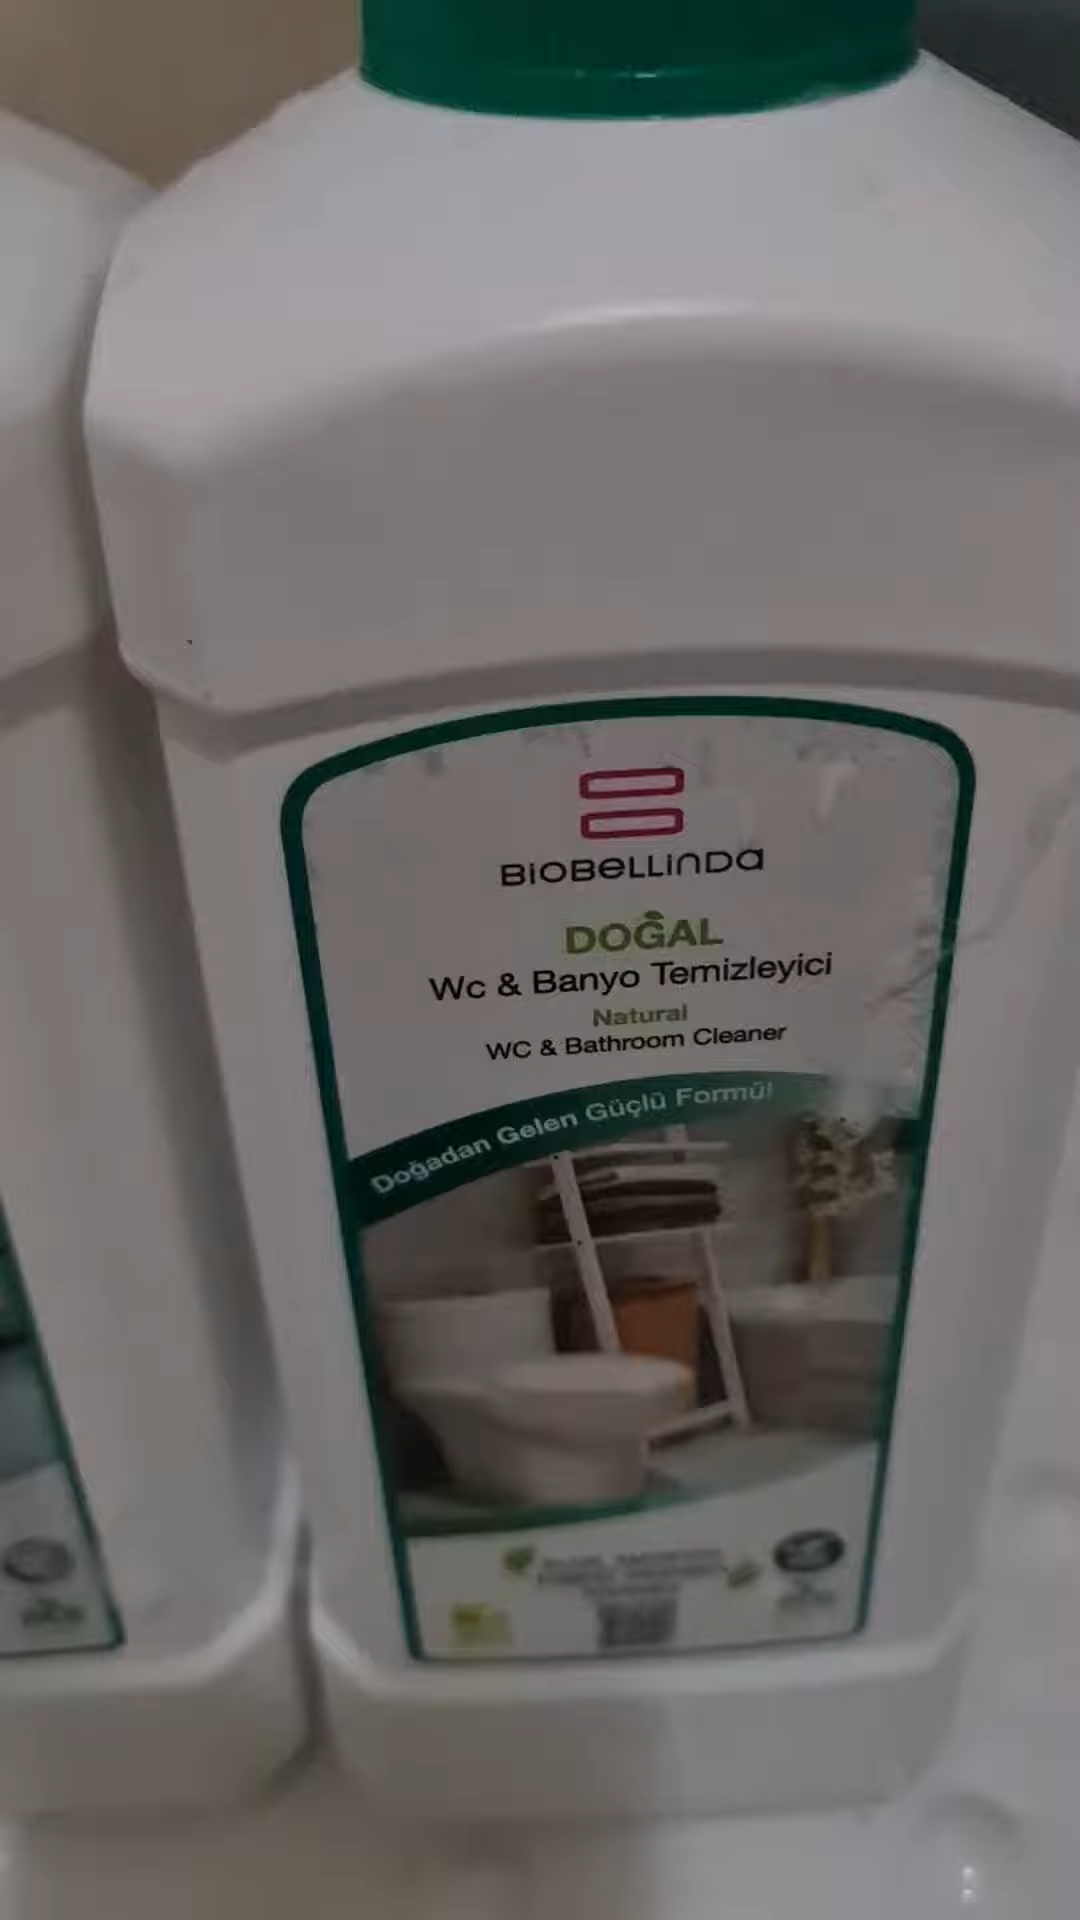 BiOBeLLinDa
DOĞAL
Wc & Banyo Temizleyici
Natural
WC & Bathroom Cleaner
Doğadan Gelen Güçlü Formül